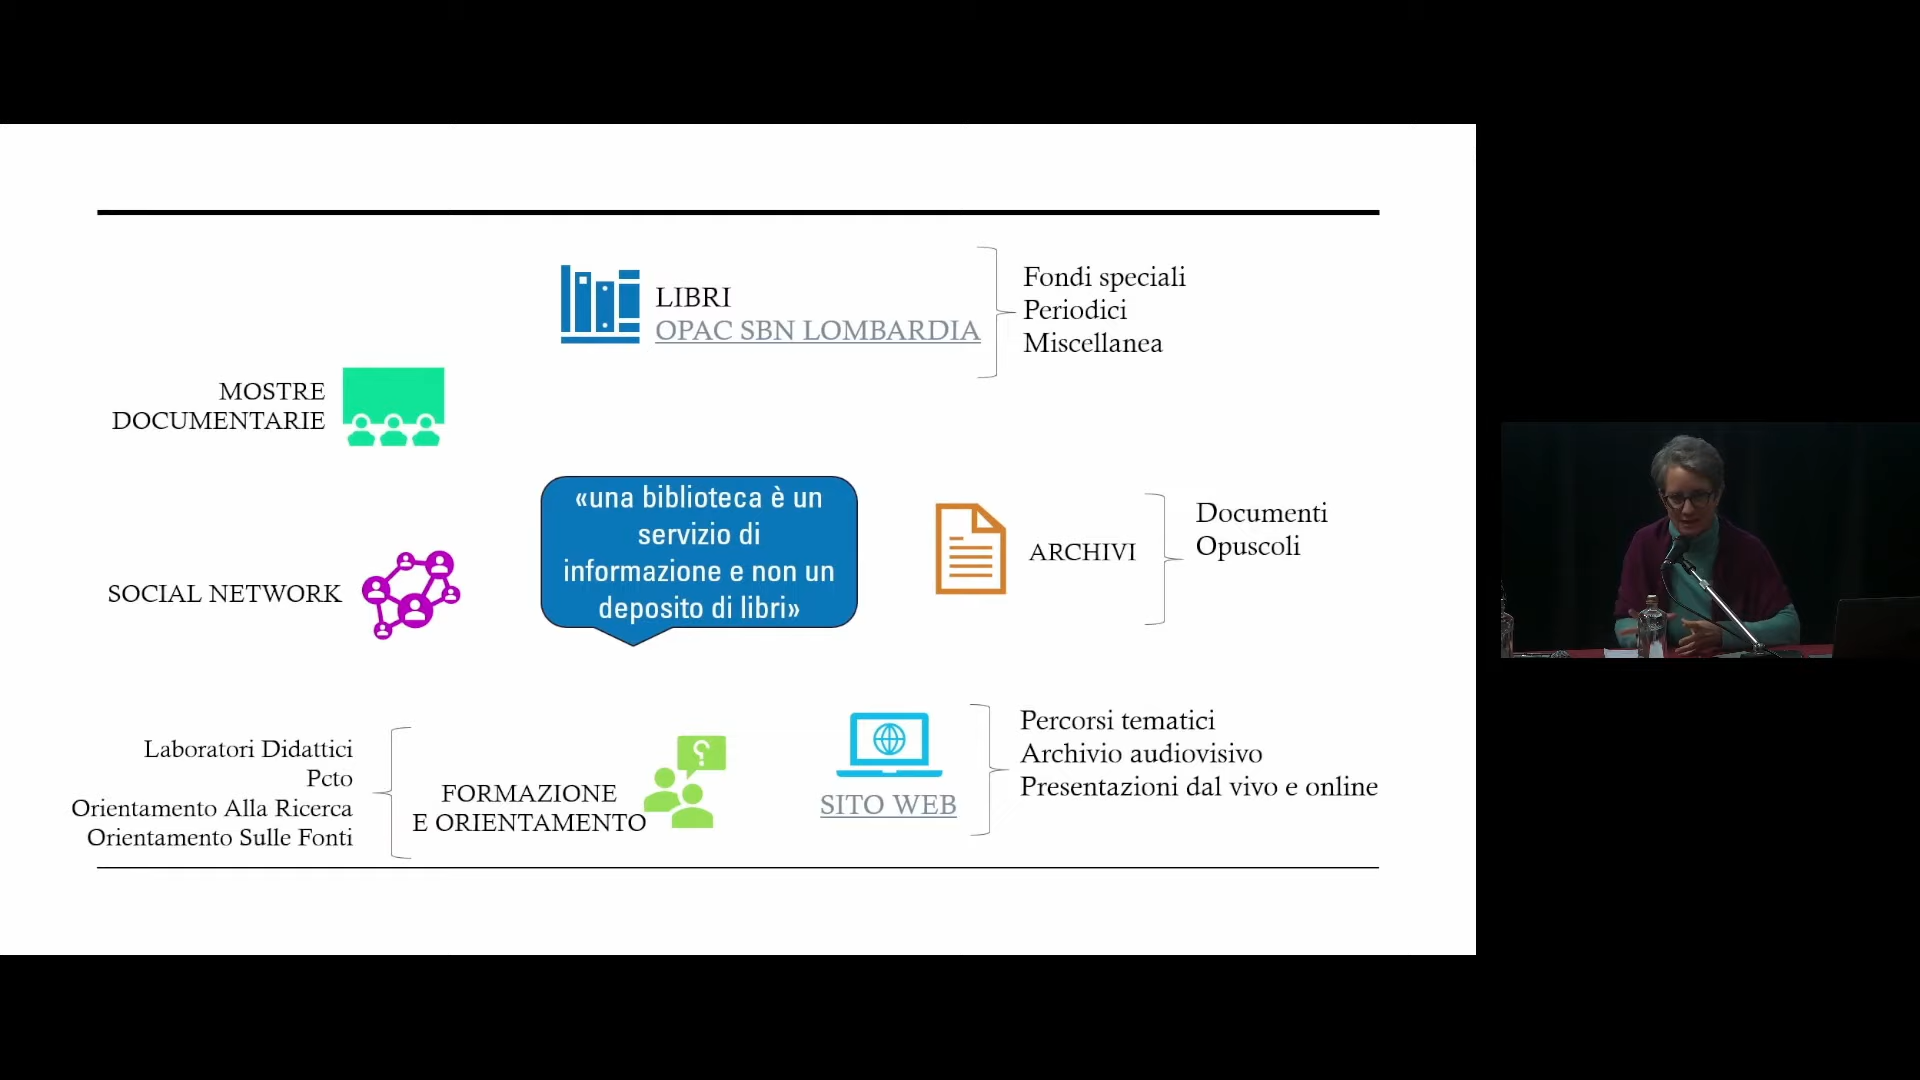 LIBRI
OPAC SBN LOMBARDIA
Fondi speciali
Periodici
Miscellanea
MOSTRE
DOCUMENTARIE
«una biblioteca è un
servizio di
informazione e non un
deposito di libri»
ARCHIVI
Documenti
Opuscoli
SOCIAL NETWORK
Laboratori Didattici
Pcto
Orientamento Alla Ricerca
Orientamento Sulle Fonti
FORMAZIONE
E ORIENTAMENTO
?
SITO WEB
Percorsi tematici
Archivio audiovisivo
Presentazioni dal vivo e online